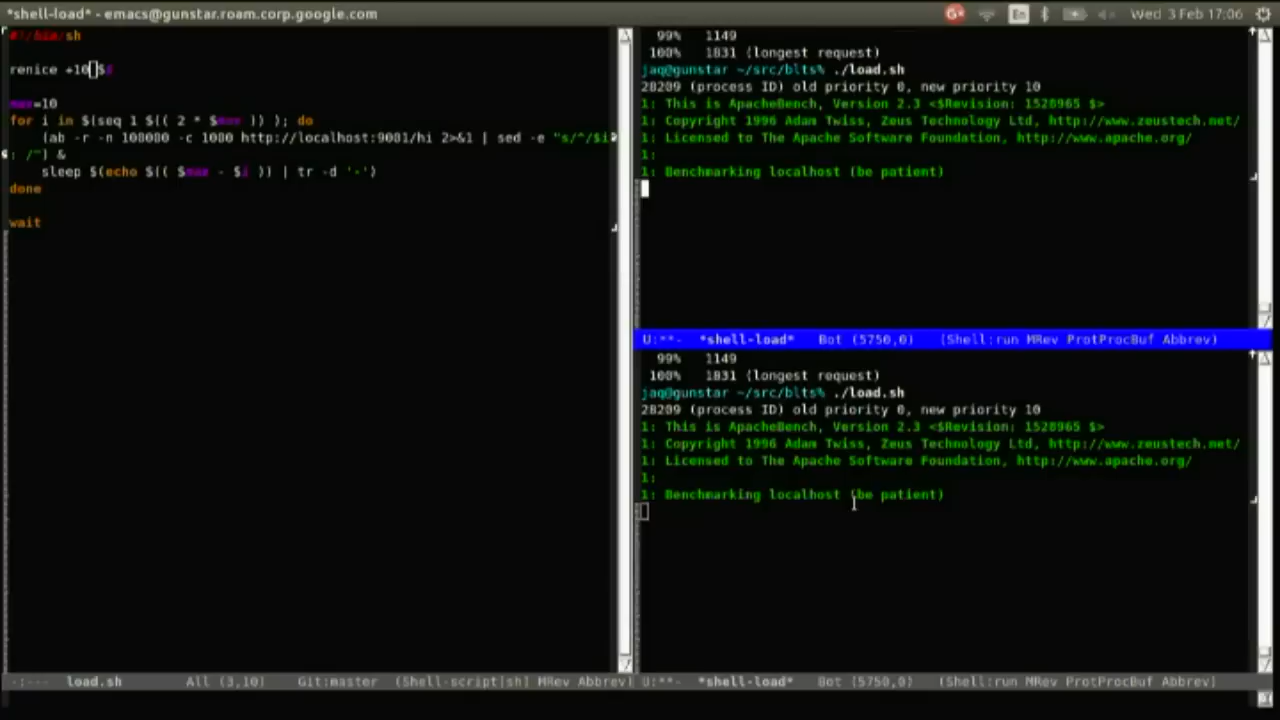 *shell-load* - emacs@gunstar.roam.corp.google.com
En
Wed 3 Feb 17:06
#!/bin/sh
renice +10 $$
max=10
for i in $(seq 1 $(( 2 * $max )) ); do
(ab -r -n 100000 -c 1000 http://localhost:9081/hi 2>&1 | sed -e "s/^/$i
: /") &
sleep $(echo $(( $max - $i )) | tr -d '-')
done
wait
-:--- load.sh All (3,10) Git:master (Shell-script[sh] MRev Abbrev)
99% 1149
100% 1831 (longest request)
jaq@gunstar ~/src/blts% ./load.sh
28209 (process ID) old priority 0, new priority 10
1: This is ApacheBench, Version 2.3 <$Revision: 1528965 $>
1: Copyright 1996 Adam Twiss, Zeus Technology Ltd, http://www.zeustech.net/
1: Licensed to The Apache Software Foundation, http://www.apache.org/
1:
1: Benchmarking localhost (be patient)
U:**- *shell-load* Bot (5750,0) (Shell:run MRev ProtProcBuf Abbrev)
99% 1149
100% 1831 (longest request)
jaq@gunstar ~/src/blts% ./load.sh
28209 (process ID) old priority 0, new priority 10
1: This is ApacheBench, Version 2.3 <$Revision: 1528965 $>
1: Copyright 1996 Adam Twiss, Zeus Technology Ltd, http://www.zeustech.net/
1: Licensed to The Apache Software Foundation, http://www.apache.org/
1:
1: Benchmarking localhost (be patient)
U:**- *shell-load* Bot (5750,0) (Shell:run MRev ProtProcBuf Abbrev)